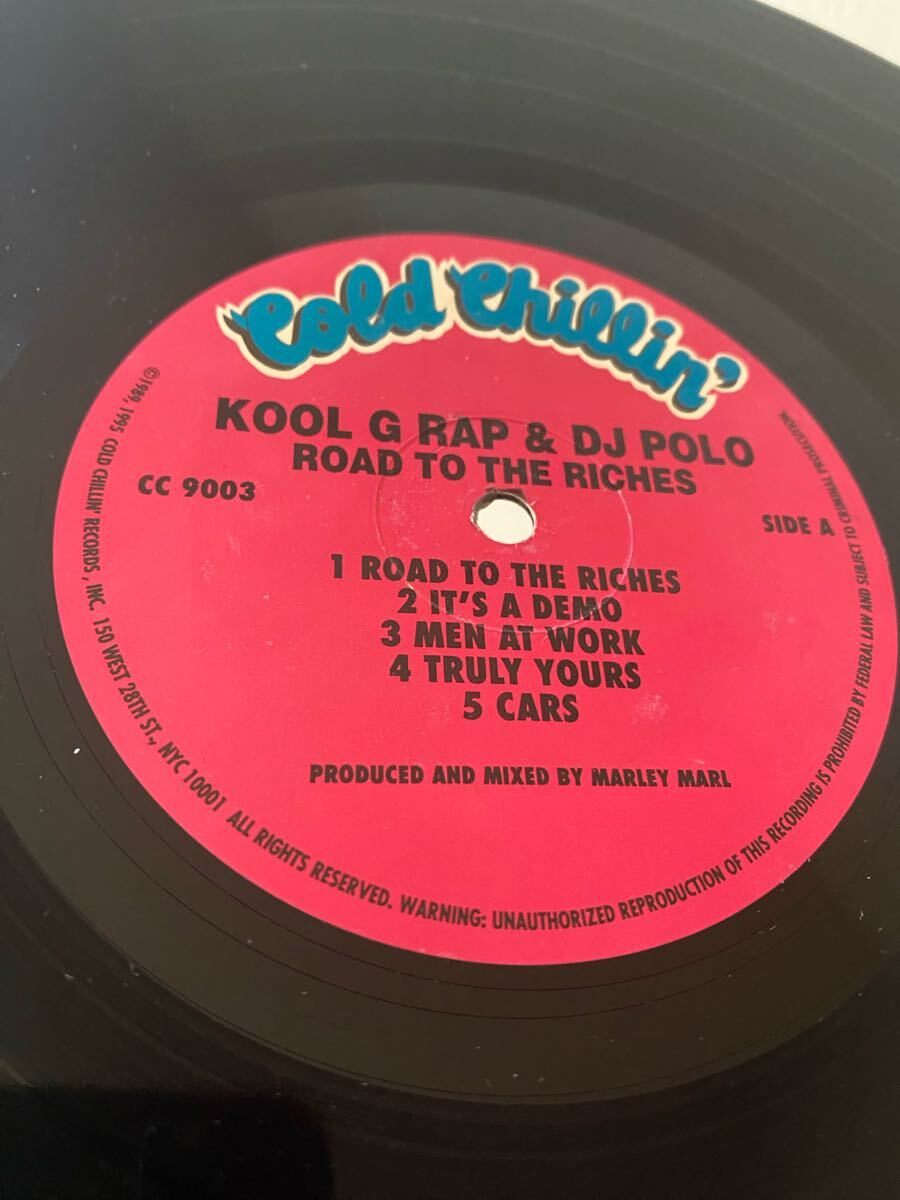 Cold Chillin'
KOOL G RAP & DJ POLO
ROAD TO THE RICHES
CC 9003
SIDE A
1 ROAD TO THE RICHES
2 IT'S A DEMO
3 MEN AT WORK
4 TRULY YOURS
5 CARS
PRODUCED AND MIXED BY MARLEY MARL
©1989, 1995 COLD CHILLIN' RECORDS, INC. 150 WEST 28TH ST., NYC 10001 ALL RIGHTS RESERVED. WARNING: UNAUTHORIZED REPRODUCTION OF THIS RECORDING IS PROHIBITED BY FEDERAL LAW AND SUBJECT TO CRIMINAL PROSECUTION.